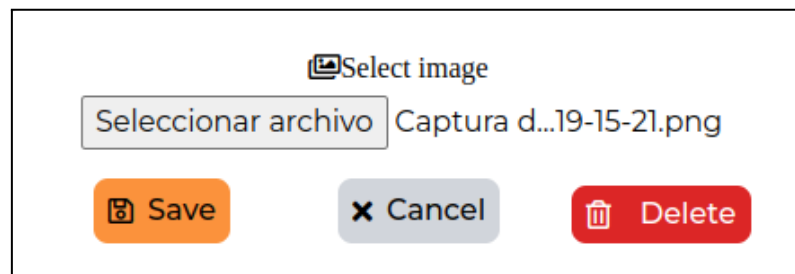 Select image
Seleccionar archivo Captura d...19-15-21.png
Save Cancel Delete